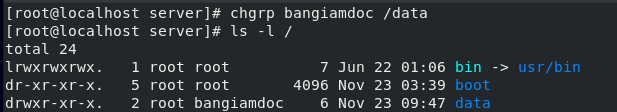 [root@localhost server]# chgrp bangiamdoc /data
[root@localhost server]# ls -l /
total 24
lrwxrwxrwx.   1 root root          7 Jun 22 01:06 bin -> usr/bin
dr-xr-xr-x.   5 root root       4096 Nov 23 03:39 boot
drwxr-xr-x.   2 root bangiamdoc    6 Nov 23 09:47 data